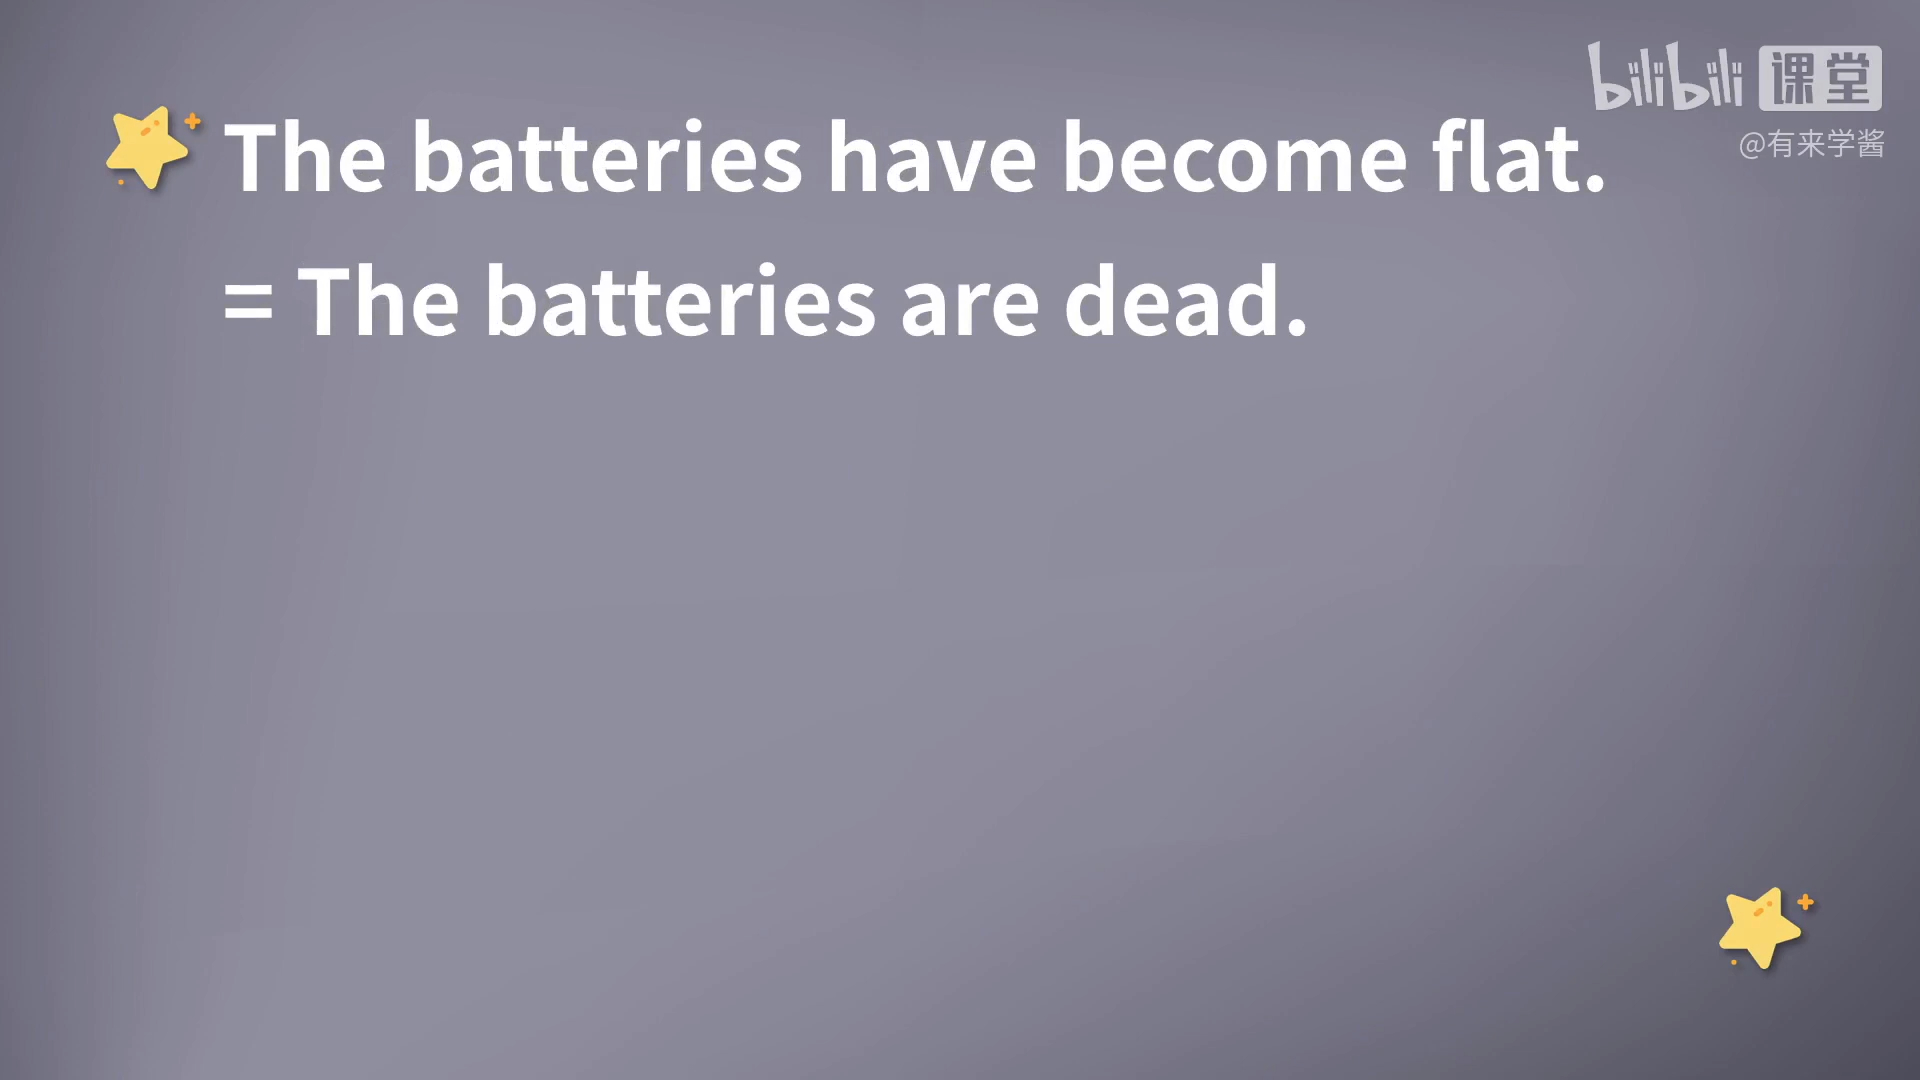 bilibili 课堂
@有来学酱
The batteries have become flat.
= The batteries are dead.